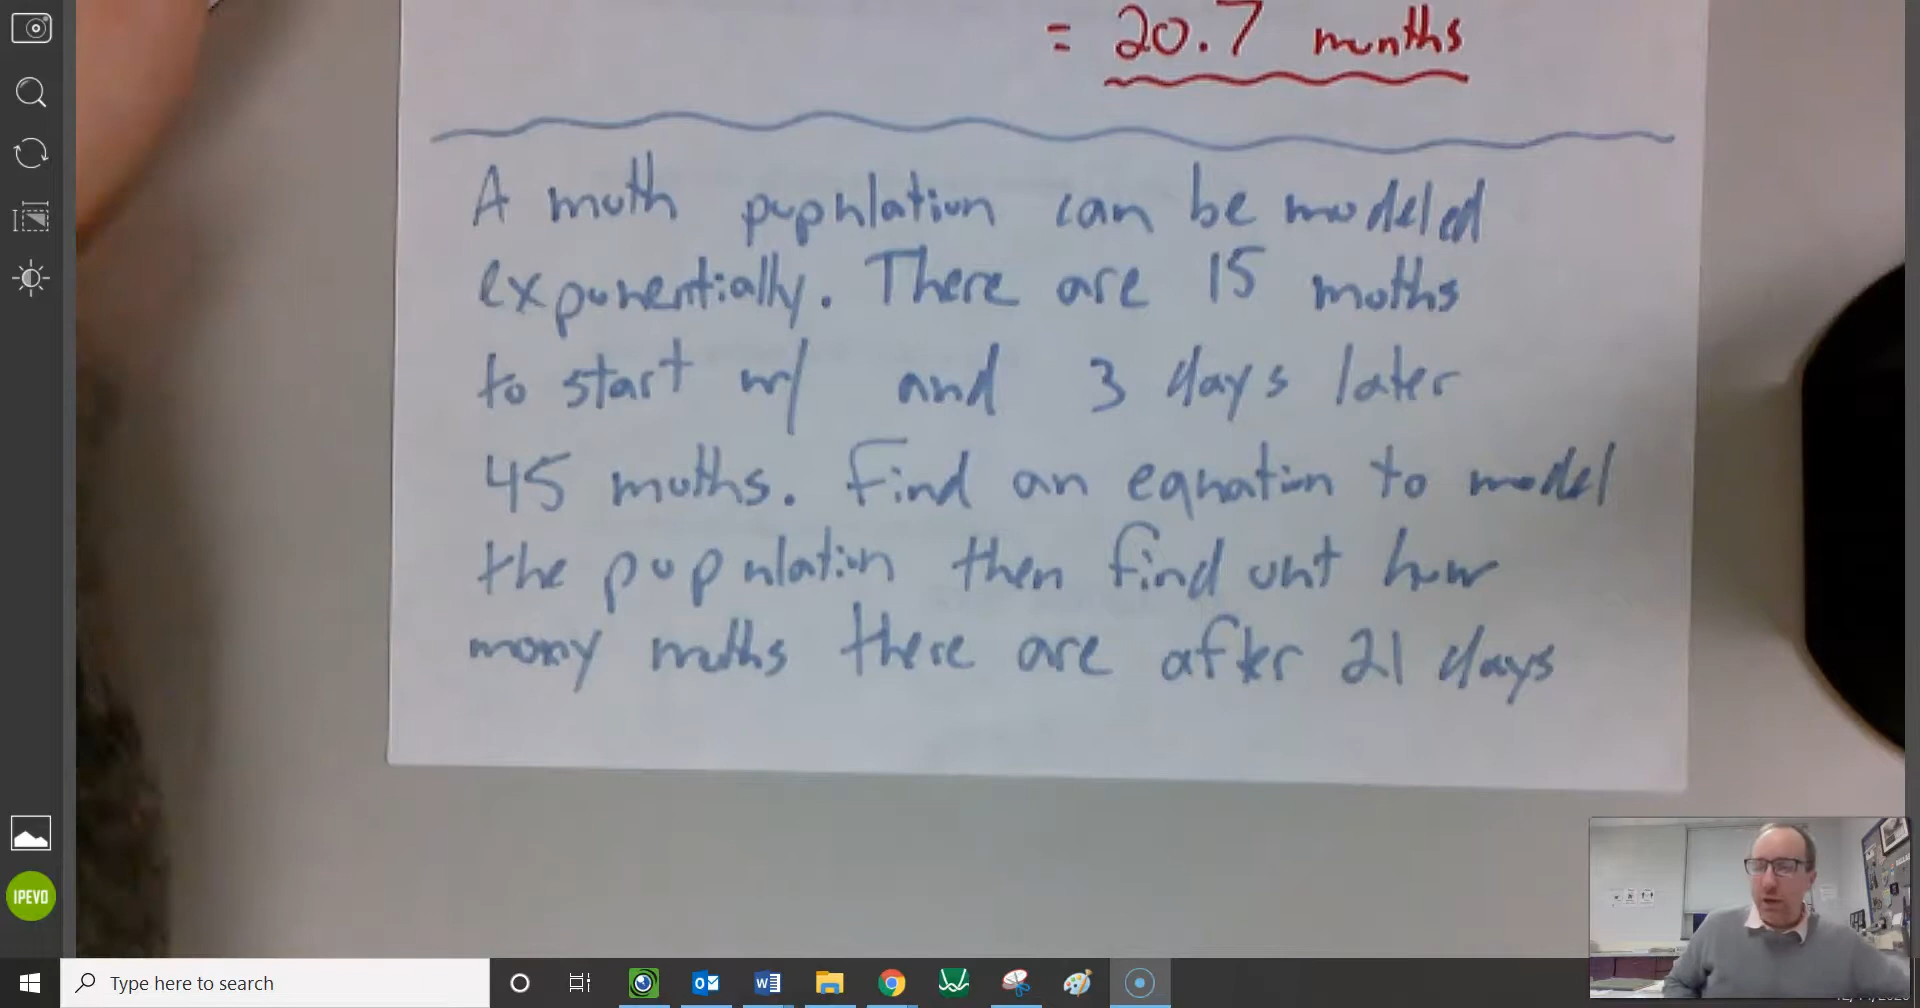 = 20.7 months
A moth population can be modeled
exponentially. There are 15 moths
to start w/ and 3 days later
45 moths. Find an equation to model
the population then find out how
many moths there are after 21 days
IPEVO
Type here to search